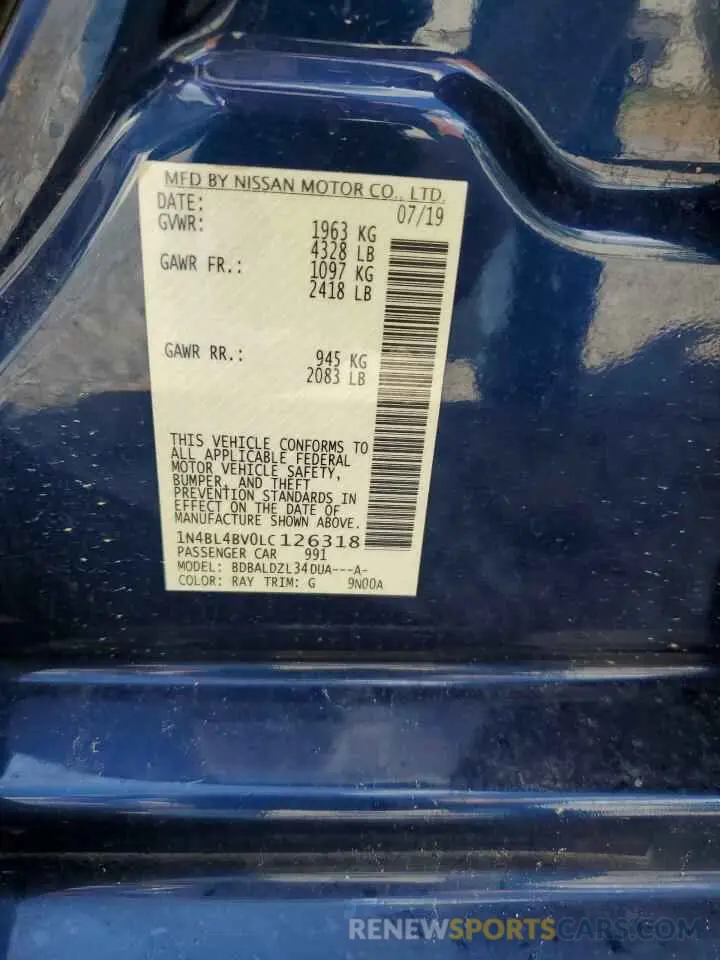 MFD BY NISSAN MOTOR CO., LTD.
DATE: 07/19
GVWR: 1963 KG
4328 LB
GAWR FR.: 1097 KG
2418 LB
GAWR RR.: 945 KG
2083 LB
THIS VEHICLE CONFORMS TO
ALL APPLICABLE FEDERAL
MOTOR VEHICLE SAFETY,
BUMPER, AND THEFT
PREVENTION STANDARDS IN
EFFECT ON THE DATE OF
MANUFACTURE SHOWN ABOVE.
1N4BL4BV0LC126318
PASSENGER CAR 991
MODEL: BDBALDZL34DUA---A-
COLOR: RAY TRIM: G 9N00A
RENEWSPORTSCARS.COM